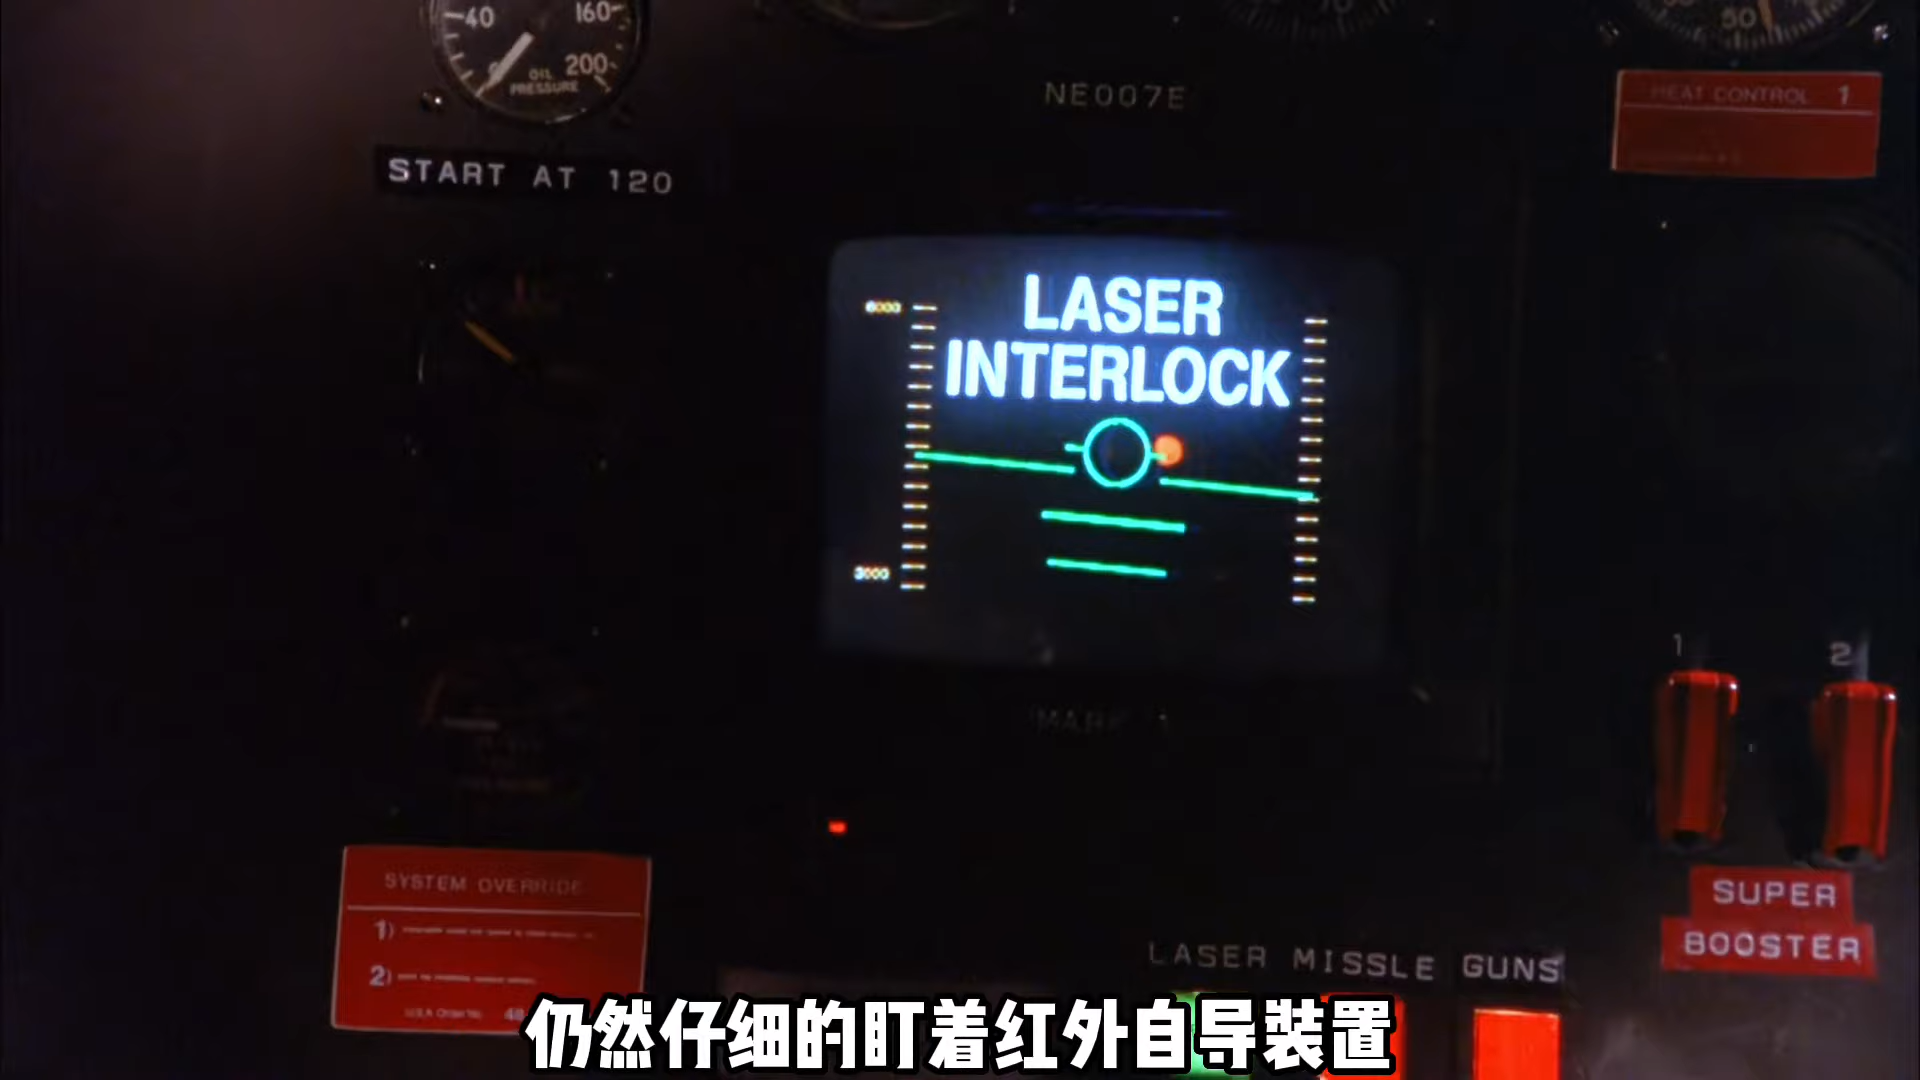 40 160
200
OIL
PRESSURE
50
NE007E
HEAT CONTROL 1
START AT 120
LASER
INTERLOCK
6000
3000
1 2
SYSTEM OVERRIDE
1)
2)
SUPER
BOOSTER
LASER MISSLE GUNS
仍然仔细的盯着红外自导装置